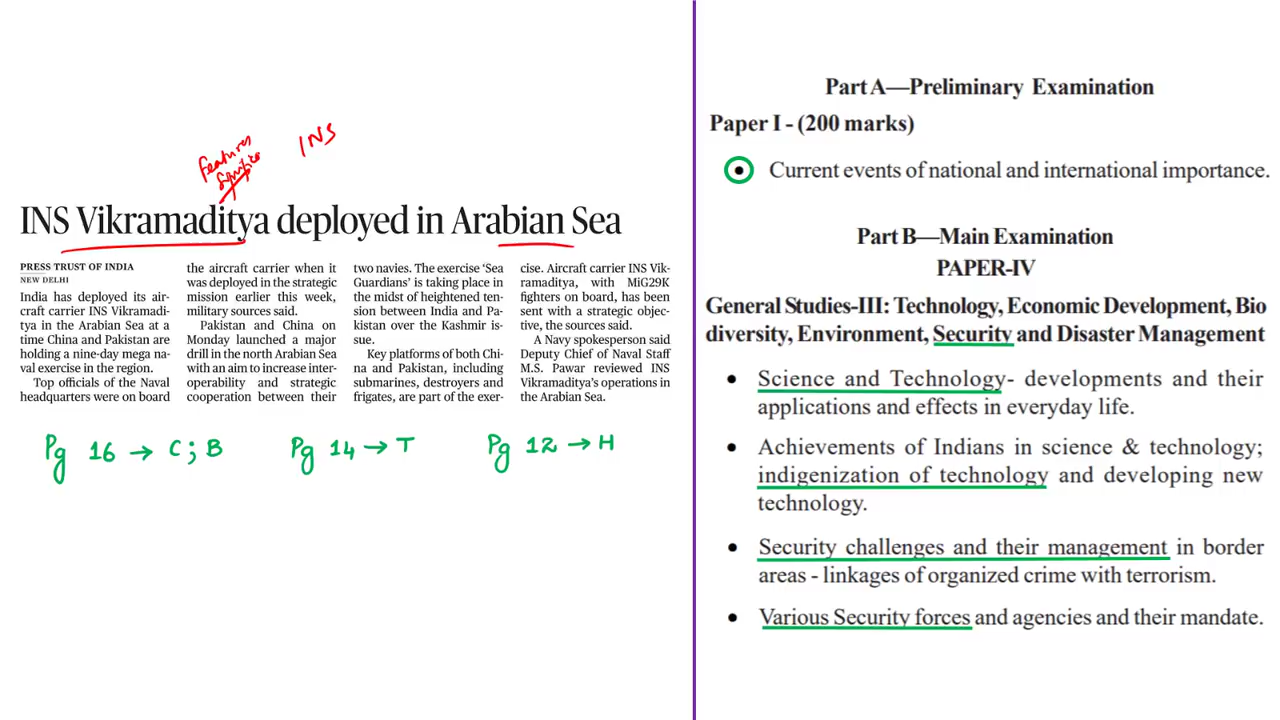 Features
INS
INS Vikramaditya deployed in Arabian Sea
PRESS TRUST OF INDIA
NEW DELHI
India has deployed its air-
craft carrier INS Vikramadi-
tya in the Arabian Sea at a
time China and Pakistan are
holding a nine-day mega na-
val exercise in the region.
Top officials of the Naval
headquarters were on board
the aircraft carrier when it
was deployed in the strategic
mission earlier this week,
military sources said.
Pakistan and China on
Monday launched a major
drill in the north Arabian Sea
with an aim to increase inter-
operability and strategic
cooperation between their
two navies. The exercise ‘Sea
Guardians’ is taking place in
the midst of heightened ten-
sion between India and Pa-
kistan over the Kashmir is-
sue.
Key platforms of both Chi-
na and Pakistan, including
submarines, destroyers and
frigates, are part of the exer-
cise. Aircraft carrier INS Vik-
ramaditya, with MiG29K
fighters on board, has been
sent with a strategic objec-
tive, the sources said.
A Navy spokesperson said
Deputy Chief of Naval Staff
M.S. Pawar reviewed INS
Vikramaditya’s operations in
the Arabian Sea.
Pg 16 → C ; B
Pg 14 → T
Pg 12 → H
Part A—Preliminary Examination
Paper I - (200 marks)
• Current events of national and international importance.
Part B—Main Examination
PAPER-IV
General Studies-III: Technology, Economic Development, Bio
diversity, Environment, Security and Disaster Management
• Science and Technology- developments and their
applications and effects in everyday life.
• Achievements of Indians in science & technology;
indigenization of technology and developing new
technology.
• Security challenges and their management in border
areas - linkages of organized crime with terrorism.
• Various Security forces and agencies and their mandate.